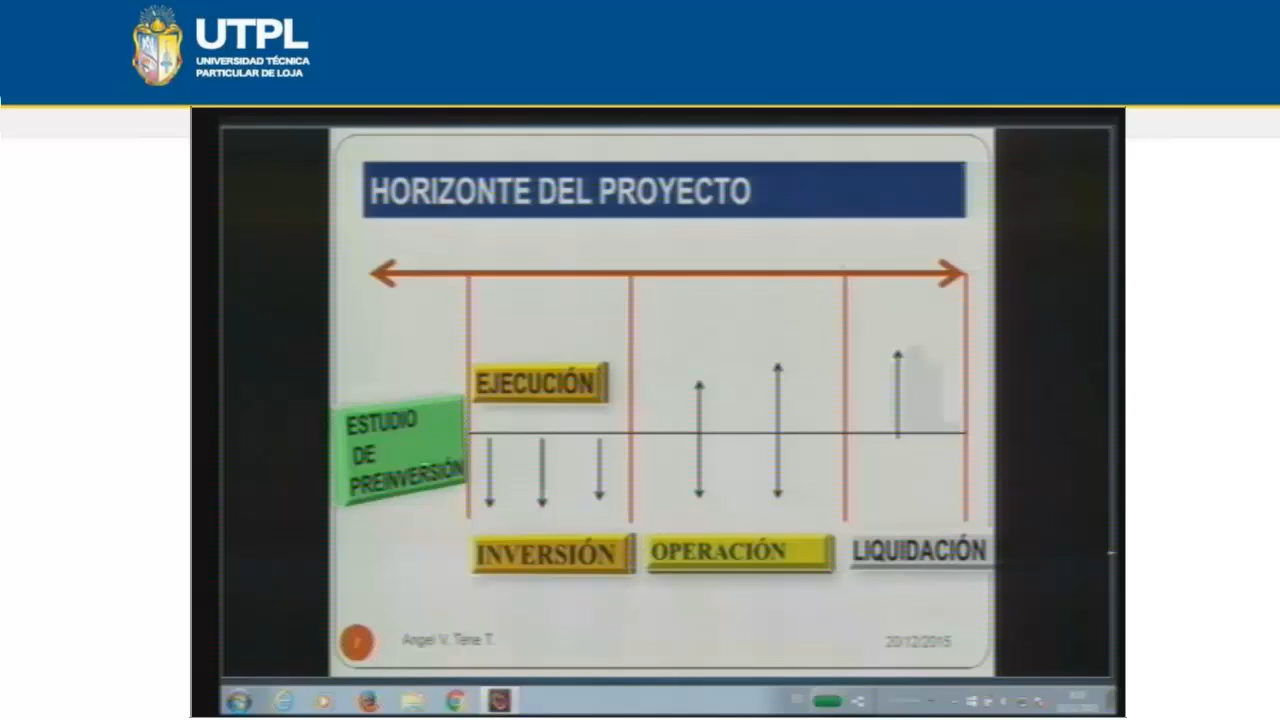 UTPL
UNIVERSIDAD TÉCNICA
PARTICULAR DE LOJA
HORIZONTE DEL PROYECTO
EJECUCIÓN
ESTUDIO
DE
PREINVERSIÓN
INVERSIÓN
OPERACIÓN
LIQUIDACIÓN
Angel V. Tene T.
20/12/2015